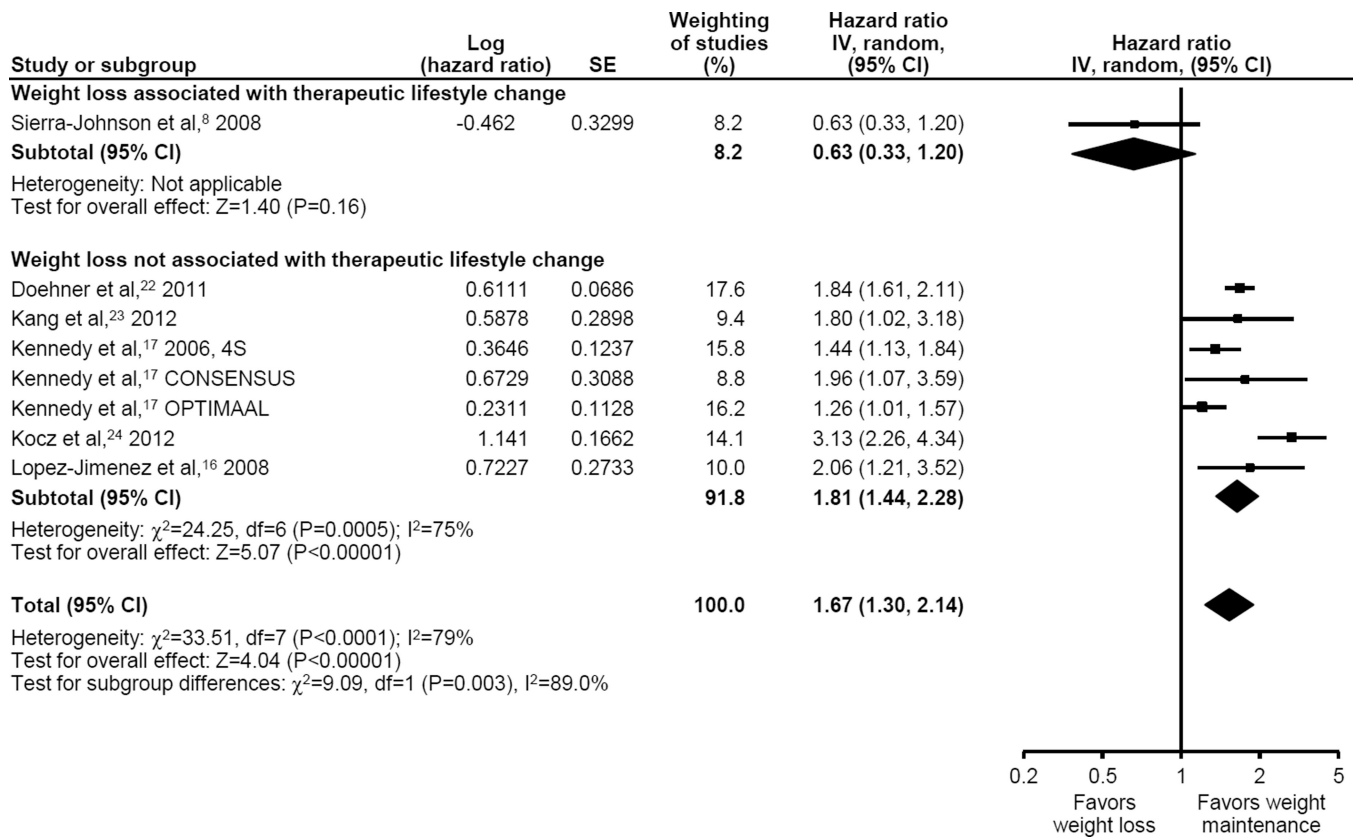 Study or subgroup Log (hazard ratio) SE Weighting of studies (%) Hazard ratio IV, random, (95% CI) Hazard ratio IV, random, (95% CI)
Weight loss associated with therapeutic lifestyle change
Sierra-Johnson et al,⁸ 2008 -0.462 0.3299 8.2 0.63 (0.33, 1.20)
Subtotal (95% CI) 8.2 0.63 (0.33, 1.20)
Heterogeneity: Not applicable
Test for overall effect: Z=1.40 (P=0.16)
Weight loss not associated with therapeutic lifestyle change
Doehner et al,²² 2011 0.6111 0.0686 17.6 1.84 (1.61, 2.11)
Kang et al,²³ 2012 0.5878 0.2898 9.4 1.80 (1.02, 3.18)
Kennedy et al,¹⁷ 2006, 4S 0.3646 0.1237 15.8 1.44 (1.13, 1.84)
Kennedy et al,¹⁷ CONSENSUS 0.6729 0.3088 8.8 1.96 (1.07, 3.59)
Kennedy et al,¹⁷ OPTIMAAL 0.2311 0.1128 16.2 1.26 (1.01, 1.57)
Kocz et al,²⁴ 2012 1.141 0.1662 14.1 3.13 (2.26, 4.34)
Lopez-Jimenez et al,¹⁶ 2008 0.7227 0.2733 10.0 2.06 (1.21, 3.52)
Subtotal (95% CI) 91.8 1.81 (1.44, 2.28)
Heterogeneity: χ²=24.25, df=6 (P=0.0005); I²=75%
Test for overall effect: Z=5.07 (P<0.00001)
Total (95% CI) 100.0 1.67 (1.30, 2.14)
Heterogeneity: χ²=33.51, df=7 (P<0.0001); I²=79%
Test for overall effect: Z=4.04 (P<0.00001)
Test for subgroup differences: χ²=9.09, df=1 (P=0.003), I²=89.0%
0.2 0.5 1 2 5
Favors weight loss Favors weight maintenance